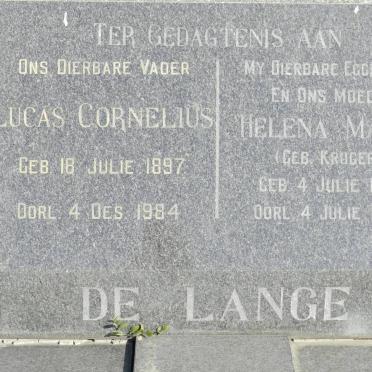 TER GEDAGTENIS AAN
ONS DIERBARE VADER
LUCAS CORNELIUS
GEB 18 JULIE 1897
OORL 4 DES 1984
MY DIERBARE
EN ONS
HELENA
(GEB. KRUGER
GEB 4 JULIE
OORL 4 JULIE
DE LANGE